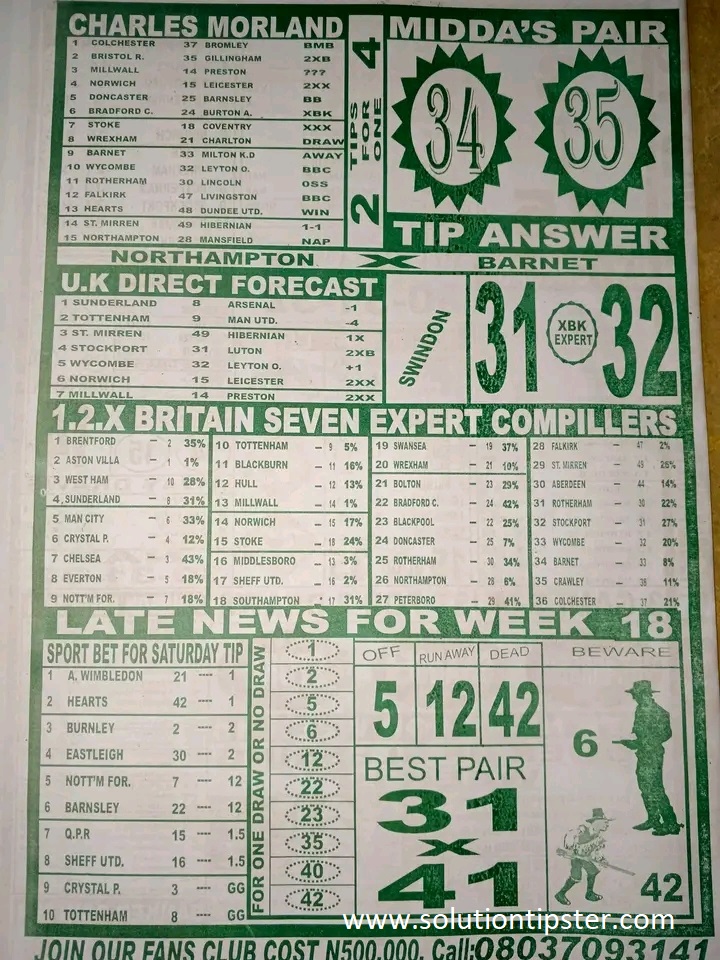 CHARLES MORLAND
1 COLCHESTER 37 BROMLEY BMB
2 BRISTOL R. 35 GILLINGHAM 2XB
3 MILLWALL 14 PRESTON ???
4 NORWICH 15 LEICESTER 2XX
5 DONCASTER 25 BARNSLEY BB
6 BRADFORD C. 24 BURTON A. XBK
7 STOKE 18 COVENTRY XXX
8 WREXHAM 21 CHARLTON DRAW
9 BARNET 33 MILTON K.D AWAY
10 WYCOMBE 32 LEYTON O. BBC
11 ROTHERHAM 30 LINCOLN OSS
12 FALKIRK 47 LIVINGSTON BBC
13 HEARTS 48 DUNDEE UTD. WIN
14 ST. MIRREN 49 HIBERNIAN 1-1
15 NORTHAMPTON 28 MANSFIELD NAP
2 TIPS FOR ONE 4
MIDDA'S PAIR
34 35
TIP ANSWER
NORTHAMPTON X BARNET
U.K DIRECT FORECAST
1 SUNDERLAND 8 ARSENAL -1
2 TOTTENHAM 9 MAN UTD. -4
3 ST. MIRREN 49 HIBERNIAN 1X
4 STOCKPORT 31 LUTON 2XB
5 WYCOMBE 32 LEYTON O. +1
6 NORWICH 15 LEICESTER 2XX
7 MILLWALL 14 PRESTON 2XX
SWINDON
31
XBK
EXPERT
32
1.2.X BRITAIN SEVEN EXPERT COMPILLERS
1 BRENTFORD - 2 35%
2 ASTON VILLA - 1 1%
3 WEST HAM - 10 28%
4 SUNDERLAND - 8 31%
5 MAN CITY - 6 33%
6 CRYSTAL P. - 4 12%
7 CHELSEA - 3 43%
8 EVERTON - 5 18%
9 NOTT'M FOR. - 7 18%
10 TOTTENHAM - 9 5%
11 BLACKBURN - 11 16%
12 HULL - 12 13%
13 MILLWALL - 14 1%
14 NORWICH - 15 17%
15 STOKE - 18 24%
16 MIDDLESBORO - 13 3%
17 SHEFF UTD. - 16 2%
18 SOUTHAMPTON - 17 31%
19 SWANSEA - 19 37%
20 WREXHAM - 21 10%
21 BOLTON - 23 29%
22 BRADFORD C. - 24 42%
23 BLACKPOOL - 22 25%
24 DONCASTER - 25 7%
25 ROTHERHAM - 30 34%
26 NORTHAMPTON - 28 6%
27 PETERBORO - 29 41%
28 FALKIRK - 47 2%
29 ST. MIRREN - 49 26%
30 ABERDEEN - 44 14%
31 ROTHERHAM - 30 22%
32 STOCKPORT - 31 27%
33 WYCOMBE - 32 20%
34 BARNET - 33 8%
35 CRAWLEY - 36 11%
36 COLCHESTER - 37 21%
LATE NEWS FOR WEEK 18
SPORT BET FOR SATURDAY TIP
1 A. WIMBLEDON 21 ---- 1
2 HEARTS 42 ---- 1
3 BURNLEY 2 ---- 2
4 EASTLEIGH 30 ---- 2
5 NOTT'M FOR. 7 ---- 12
6 BARNSLEY 22 ---- 12
7 Q.P.R 15 ---- 1.5
8 SHEFF UTD. 16 ---- 1.5
9 CRYSTAL P. 3 ---- GG
10 TOTTENHAM 8 ---- GG
FOR ONE DRAW OR NO DRAW
1
2
5
6
12
22
23
35
40
42
OFF RUN AWAY DEAD
5 12 42
BEST PAIR
31
X
41
BEWARE
6
42
www.solutiontipster.com
JOIN OUR FANS CLUB COST N500,000. Call:08037093141